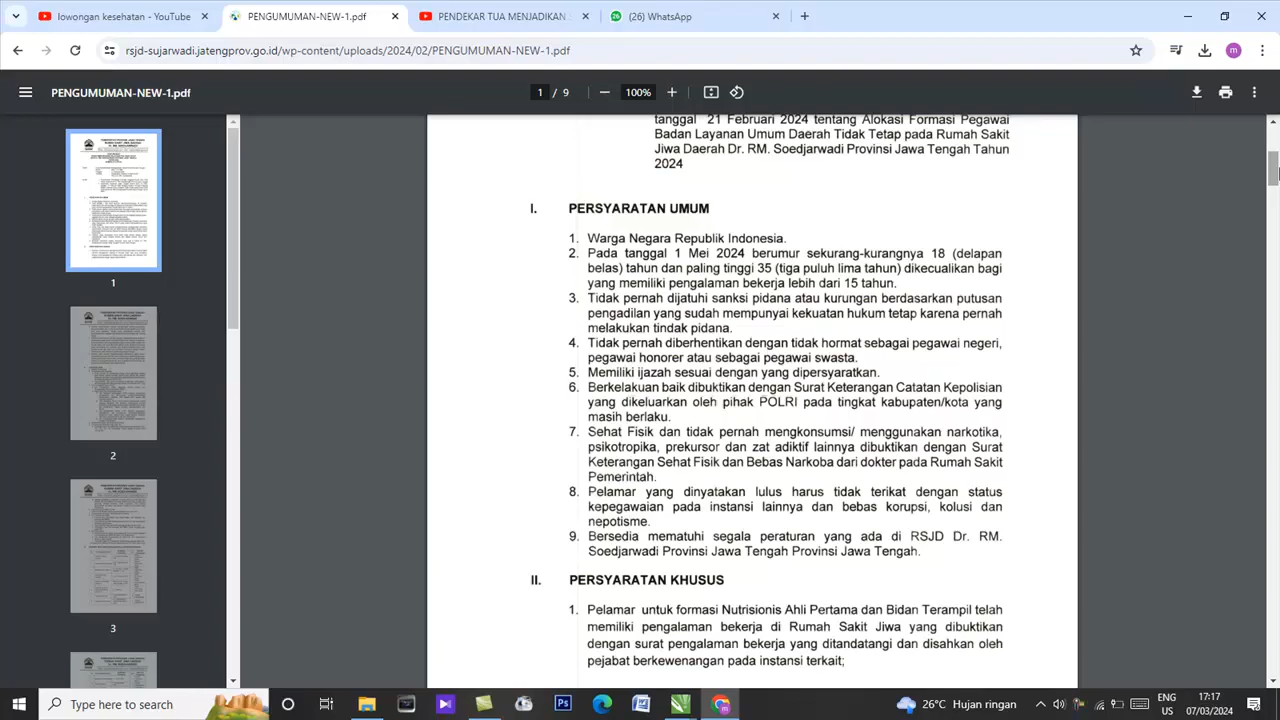 lowongan kesehatan - YouTube
PENGUMUMAN-NEW-1.pdf
PENDEKAR TUA MENJADIKAN
(26) WhatsApp
rsjd-sujarwadi.jatengprov.go.id/wp-content/uploads/2024/02/PENGUMUMAN-NEW-1.pdf
m
PENGUMUMAN-NEW-1.pdf
1 / 9
100%
tanggal 21 Februari 2024 tentang Alokasi Formasi Pegawai
Badan Layanan Umum Daerah Tidak Tetap pada Rumah Sakit
Jiwa Daerah Dr. RM. Soedjarwadi Provinsi Jawa Tengah Tahun
2024
PERSYARATAN UMUM
1. Warga Negara Republik Indonesia.
2. Pada tanggal 1 Mei 2024 berumur sekurang-kurangnya 18 (delapan
belas) tahun dan paling tinggi 35 (tiga puluh lima tahun) dikecualikan bagi
yang memiliki pengalaman bekerja lebih dari 15 tahun.
3. Tidak pernah dijatuhi sanksi pidana atau kurungan berdasarkan putusan
pengadilan yang sudah mempunyai kekuatan hukum tetap karena pernah
melakukan tindak pidana.
4. Tidak pernah diberhentikan dengan tidak hormat sebagai pegawai negeri,
pegawai honorer atau sebagai pegawai swasta.
5. Memiliki ijazah sesuai dengan yang dipersyaratkan.
6. Berkelakuan baik dibuktikan dengan Surat Keterangan Catatan Kepolisian
yang dikeluarkan oleh pihak POLRI pada tingkat kabupaten/kota yang
masih berlaku.
7. Sehat Fisik dan tidak pernah mengkonsumsi/ menggunakan narkotika,
psikotropika, prekursor dan zat adiktif lainnya dibuktikan dengan Surat
Keterangan Sehat Fisik dan Bebas Narkoba dari dokter pada Rumah Sakit
Pemerintah.
8. Pelamar yang dinyatakan lulus harus tidak terikat dengan status
kepegawaian pada instansi lainnya dan bebas korupsi, kolusi dan
nepotisme.
9. Bersedia mematuhi segala peraturan yang ada di RSJD Dr. RM.
Soedjarwadi Provinsi Jawa Tengah Provinsi Jawa Tengah.
II. PERSYARATAN KHUSUS
1. Pelamar untuk formasi Nutrisionis Ahli Pertama dan Bidan Terampil telah
memiliki pengalaman bekerja di Rumah Sakit Jiwa yang dibuktikan
dengan surat pengalaman bekerja yang ditandatangi dan disahkan oleh
pejabat berkewenangan pada instansi terkait;
1
2
3
Type here to search
26°C Hujan ringan
ENG
US
17:17
07/03/2024